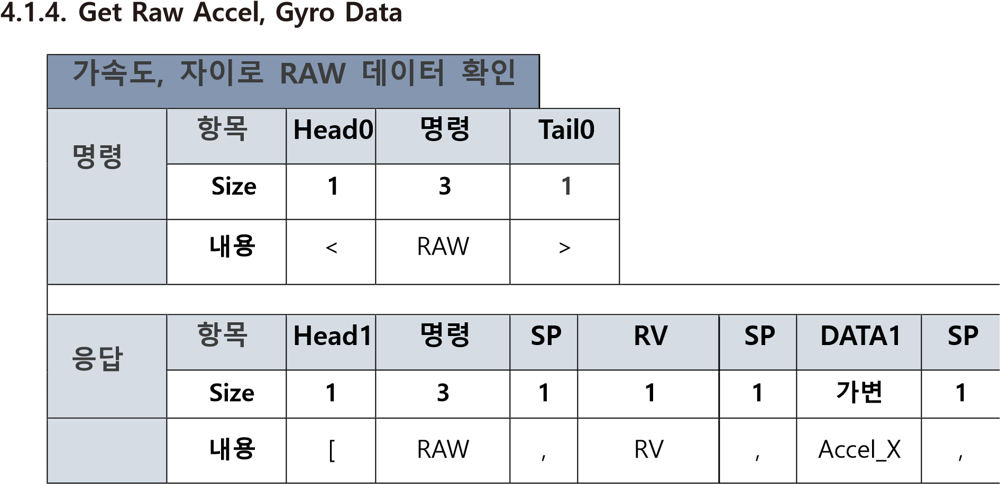 4.1.4. Get Raw Accel, Gyro Data
가속도, 자이로 RAW 데이터 확인
명령 항목 Head0 명령 Tail0
Size 1 3 1
내용 < RAW >
응답 항목 Head1 명령 SP RV SP DATA1 SP
Size 1 3 1 1 1 가변 1
내용 [ RAW , RV , Accel_X ,